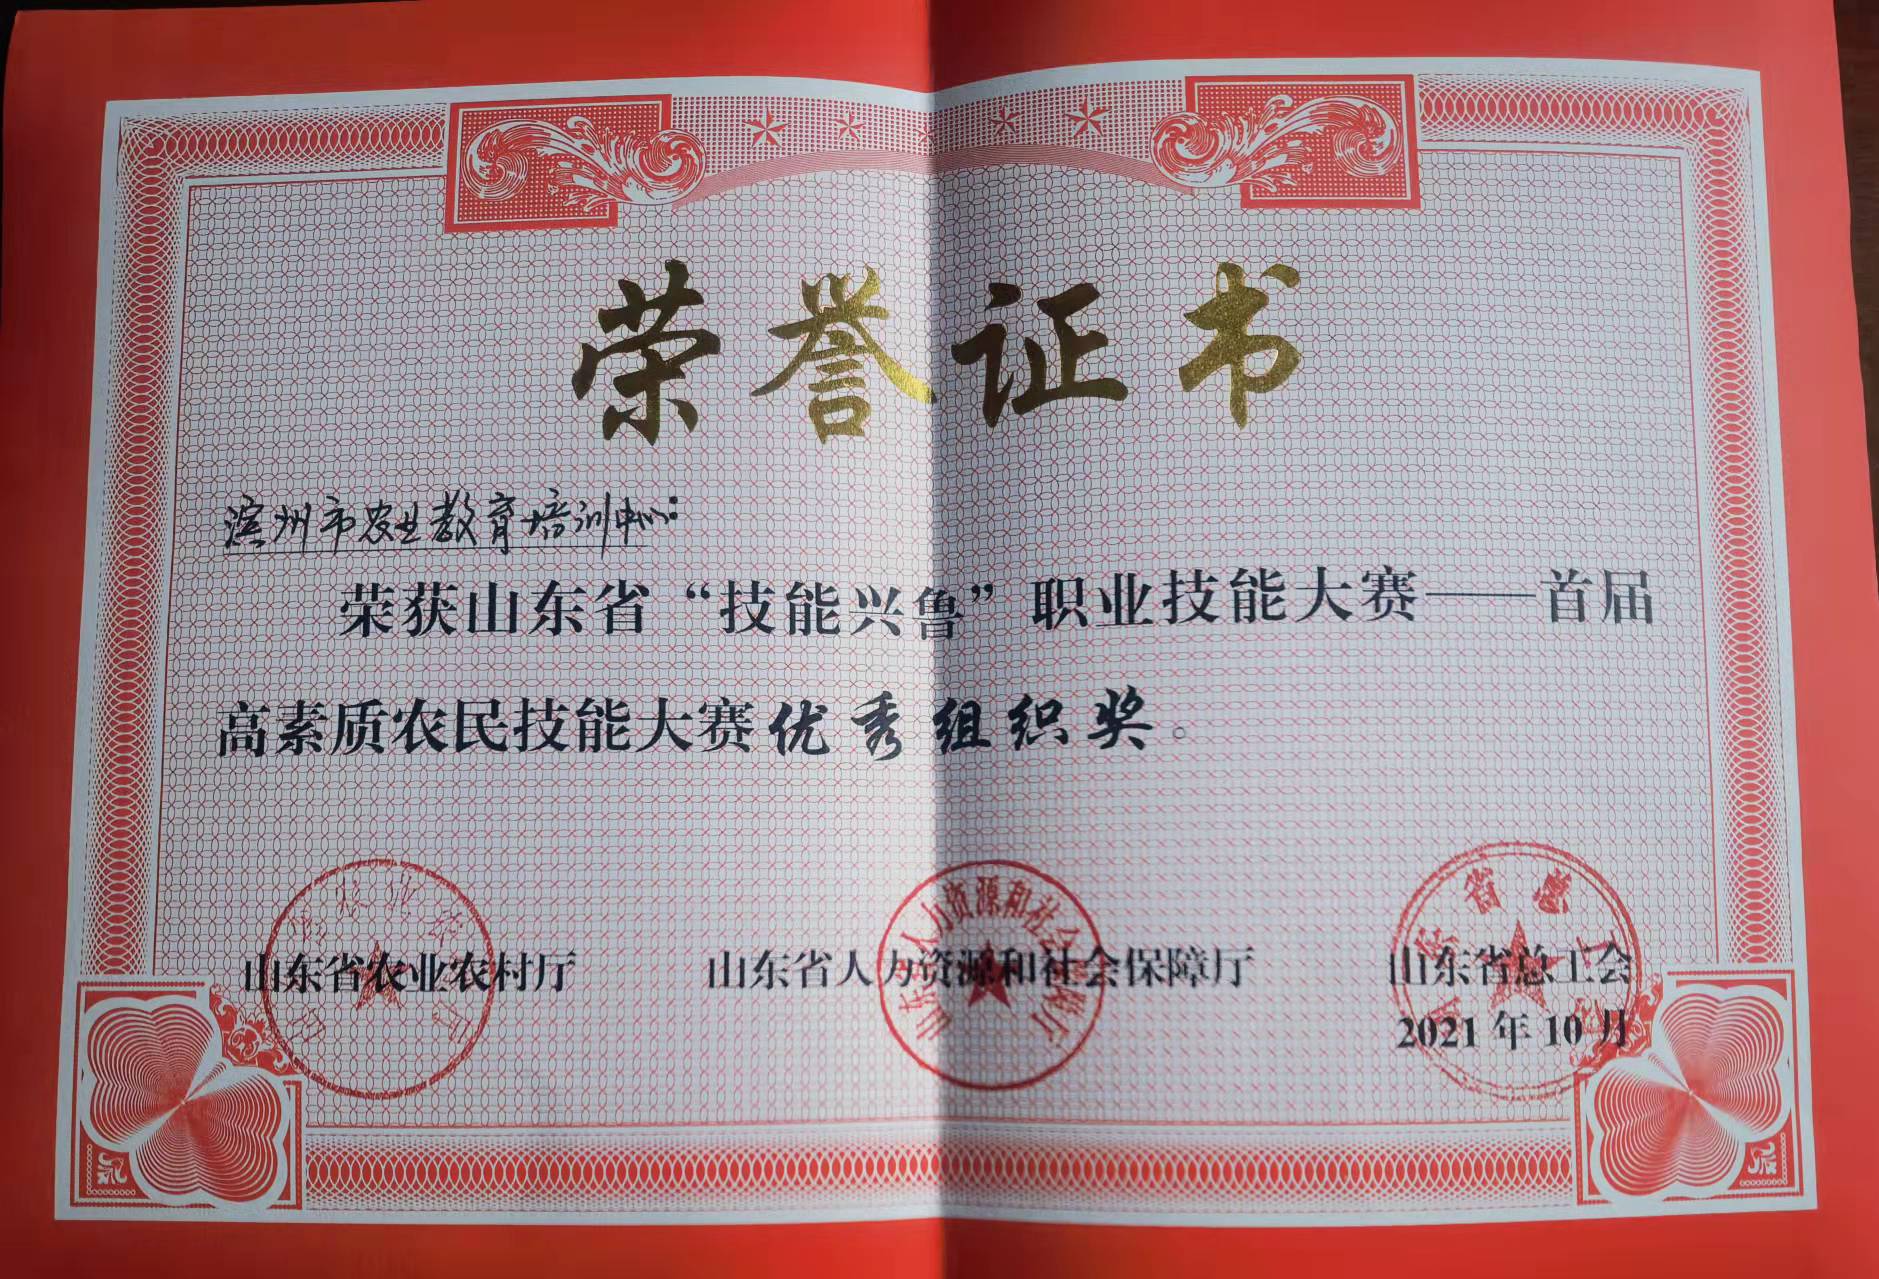 荣誉证书
滨州市农业教育培训中心:
荣获山东省“技能兴鲁”职业技能大赛——首届
高素质农民技能大赛优秀组织奖。
山东省农业农村厅 山东省人力资源和社会保障厅 山东省总工会
2021年10月